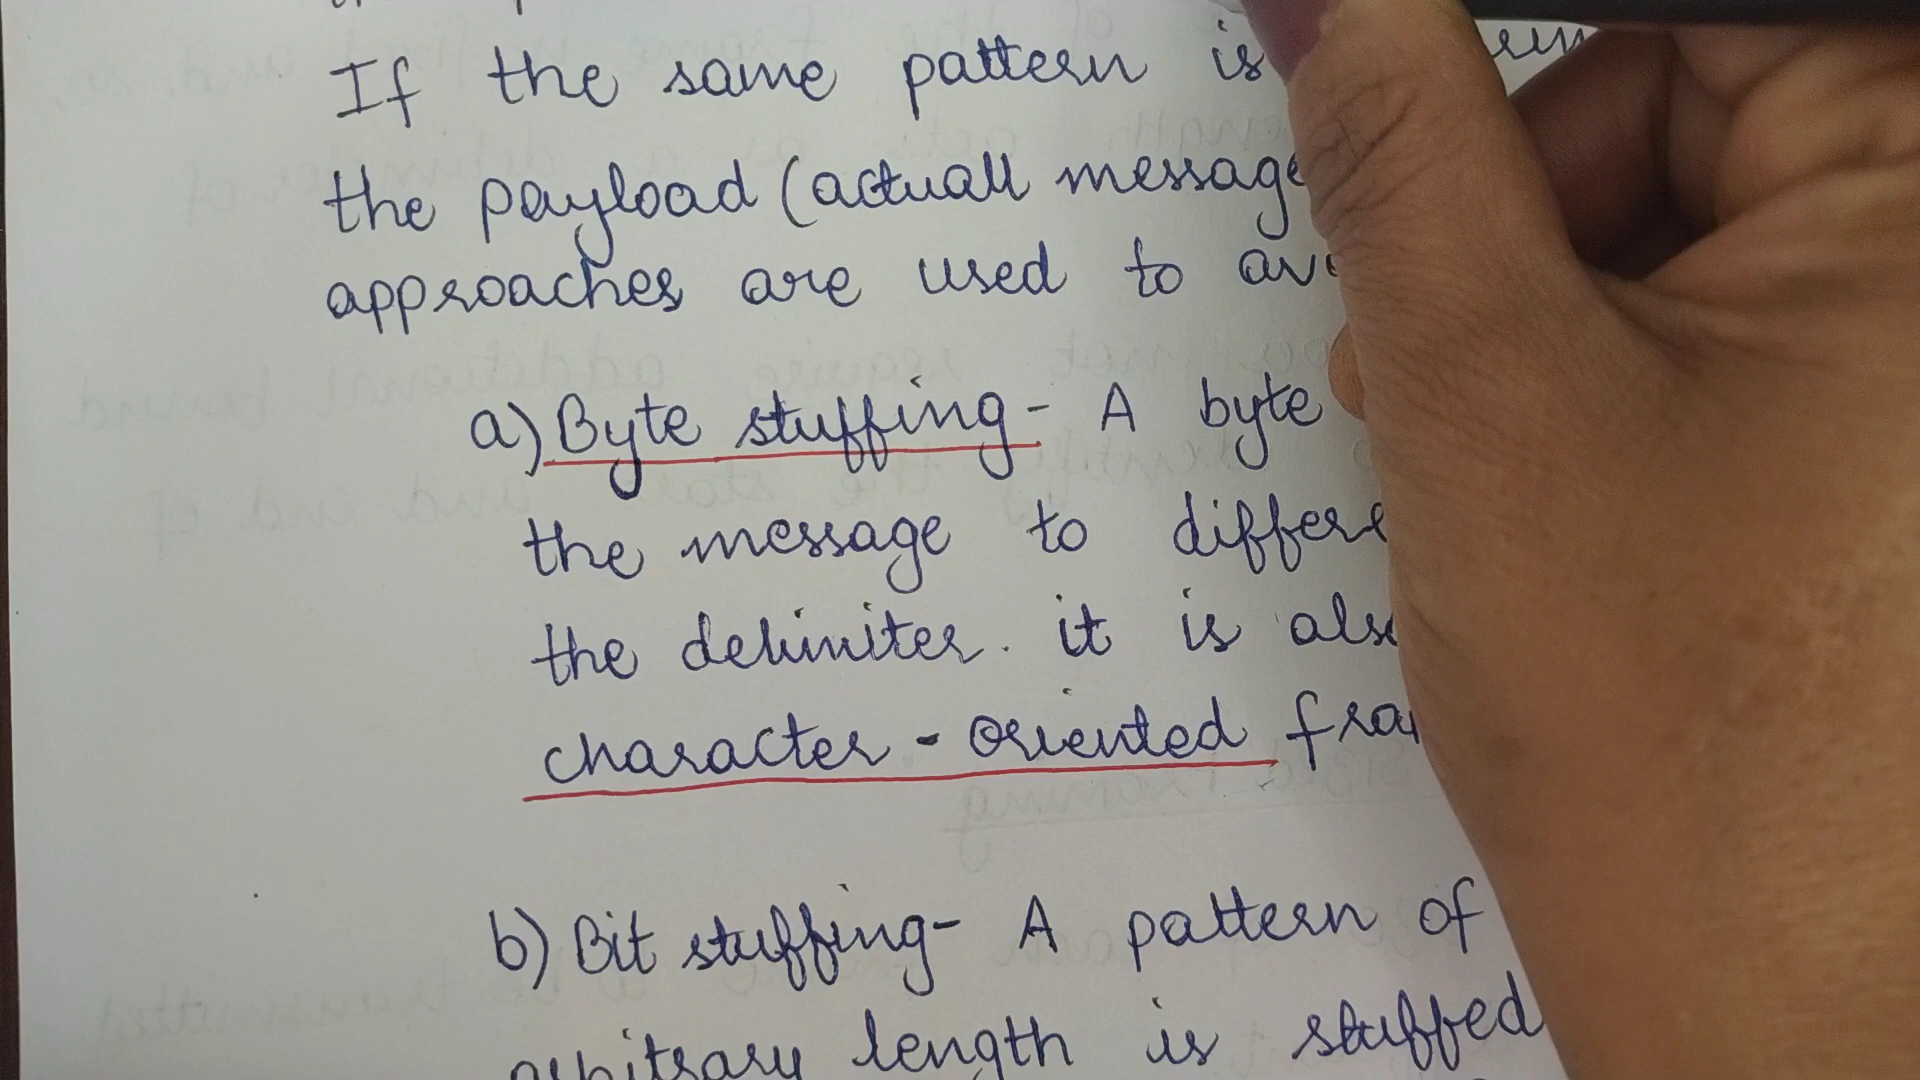 If the same pattern is
the payload (actuall message
approaches are used to
a) Byte stuffing - A byte
the message to
the delimiter. it is
character - oriented
b) Bit stuffing - A pattern of
arbitrary length is stuffed